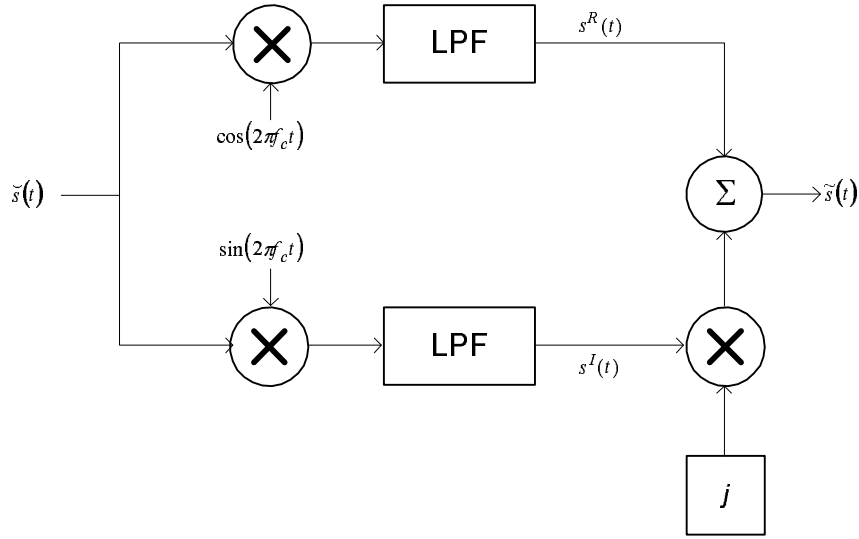 LPF
s^R(t)
cos(2πf_c t)
s̆(t)
Σ
s̃(t)
sin(2πf_c t)
LPF
s^I(t)
j